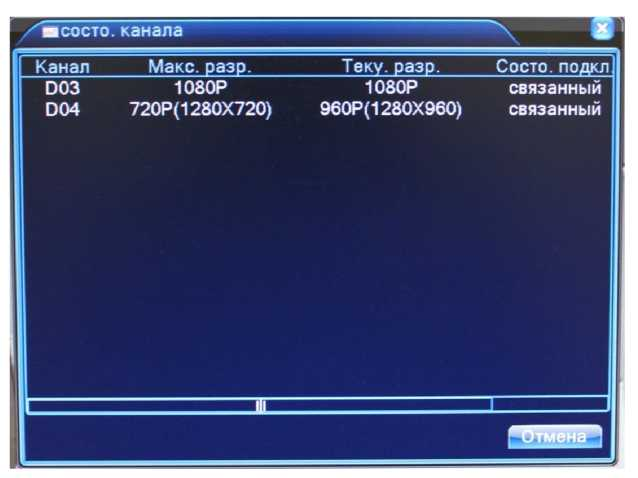 состо. канала
Канал Макс. разр. Теку. разр. Состо. подкл.
D03 1080P 1080P связанный
D04 720P(1280X720) 960P(1280X960) связанный
Отмена